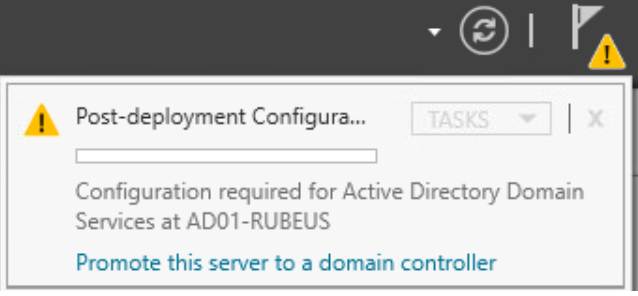 Post-deployment Configura...
TASKS
x
Configuration required for Active Directory Domain
Services at AD01-RUBEUS
Promote this server to a domain controller